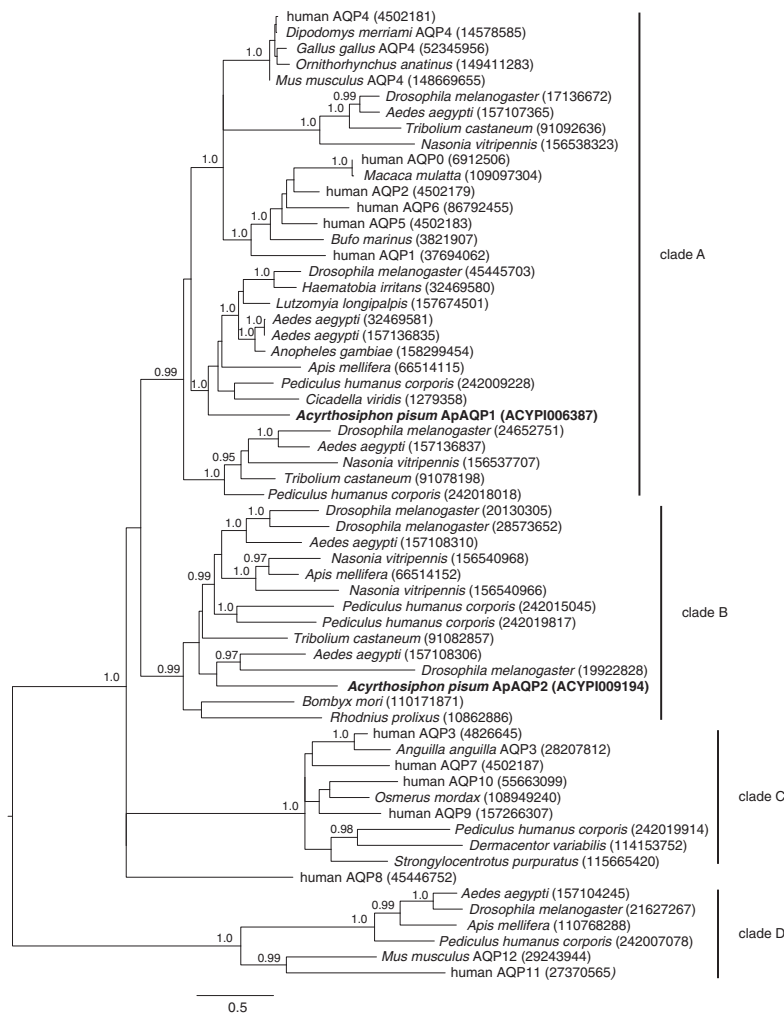 human AQP4 (4502181)
Dipodomys merriami AQP4 (14578585)
Gallus gallus AQP4 (52345956)
1.0
Ornithorhynchus anatinus (149411283)
Mus musculus AQP4 (148669655)
0.99
Drosophila melanogaster (17136672)
1.0
Aedes aegypti (157107365)
1.0
Tribolium castaneum (91092636)
Nasonia vitripennis (156538323)
1.0
1.0
human AQP0 (6912506)
Macaca mulatta (109097304)
human AQP2 (4502179)
human AQP6 (86792455)
1.0
human AQP5 (4502183)
1.0
Bufo marinus (3821907)
human AQP1 (37694062)
clade A
1.0
Drosophila melanogaster (45445703)
Haematobia irritans (32469580)
Lutzomyia longipalpis (157674501)
1.0
1.0
Aedes aegypti (32469581)
1.0
Aedes aegypti (157136835)
Anopheles gambiae (158299454)
Apis mellifera (66514115)
0.99
1.0
Pediculus humanus corporis (242009228)
Cicadella viridis (1279358)
Acyrthosiphon pisum ApAQP1 (ACYPI006387)
1.0
Drosophila melanogaster (24652751)
Aedes aegypti (157136837)
0.95
Nasonia vitripennis (156537707)
1.0
Tribolium castaneum (91078198)
Pediculus humanus corporis (242018018)
1.0
Drosophila melanogaster (20130305)
1.0
Drosophila melanogaster (28573652)
Aedes aegypti (157108310)
0.97
Nasonia vitripennis (156540968)
0.99
1.0
Apis mellifera (66514152)
Nasonia vitripennis (156540966)
1.0
Pediculus humanus corporis (242015045)
Pediculus humanus corporis (242019817)
clade B
Tribolium castaneum (91082857)
0.97
Aedes aegypti (157108306)
0.99
Drosophila melanogaster (19922828)
1.0
Acyrthosiphon pisum ApAQP2 (ACYPI009194)
Bombyx mori (110171871)
Rhodnius prolixus (10862886)
1.0
human AQP3 (4826645)
Anguilla anguilla AQP3 (28207812)
human AQP7 (4502187)
human AQP10 (55663099)
Osmerus mordax (108949240)
clade C
1.0
human AQP9 (157266307)
0.98
Pediculus humanus corporis (242019914)
Dermacentor variabilis (114153752)
Strongylocentrotus purpuratus (115665420)
human AQP8 (45446752)
1.0
Aedes aegypti (157104245)
0.99
Drosophila melanogaster (21627267)
1.0
Apis mellifera (110768288)
clade D
1.0
Pediculus humanus corporis (242007078)
0.99
Mus musculus AQP12 (29243944)
human AQP11 (27370565)
0.5